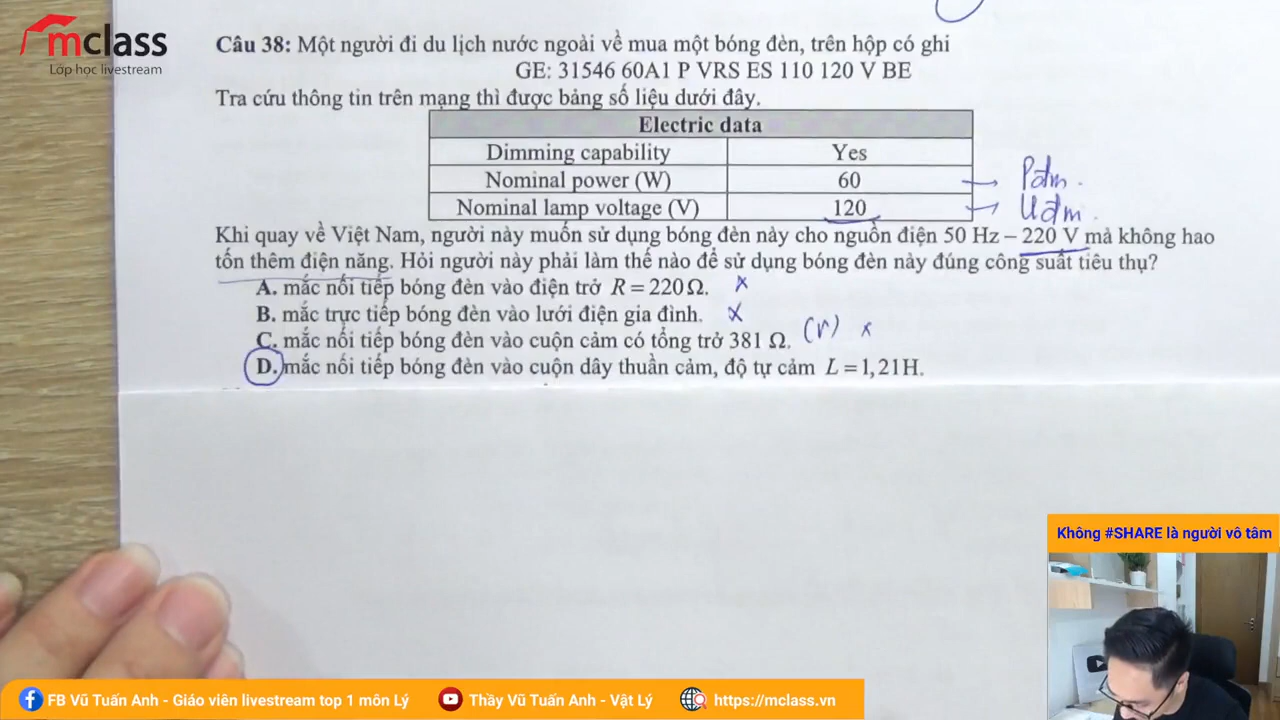 mclass
Lớp học livestream
Câu 38: Một người đi du lịch nước ngoài về mua một bóng đèn, trên hộp có ghi
GE: 31546 60A1 P VRS ES 110 120 V BE
Tra cứu thông tin trên mạng thì được bảng số liệu dưới đây.
Electric data
Dimming capability Yes
Nominal power (W) 60 → Pdm.
Nominal lamp voltage (V) 120 → Udm.
Khi quay về Việt Nam, người này muốn sử dụng bóng đèn này cho nguồn điện 50 Hz – 220 V mà không hao
tốn thêm điện năng. Hỏi người này phải làm thế nào để sử dụng bóng đèn này đúng công suất tiêu thụ?
A. mắc nối tiếp bóng đèn vào điện trở R = 220 Ω. x
B. mắc trực tiếp bóng đèn vào lưới điện gia đình. x
C. mắc nối tiếp bóng đèn vào cuộn cảm có tổng trở 381 Ω. (r) x
D. mắc nối tiếp bóng đèn vào cuộn dây thuần cảm, độ tự cảm L = 1,21H.
Không #SHARE là người vô tâm
FB Vũ Tuấn Anh - Giáo viên livestream top 1 môn Lý
Thầy Vũ Tuấn Anh - Vật Lý
https://mclass.vn